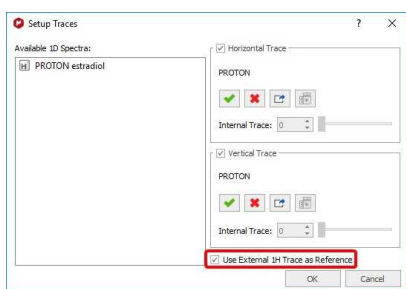 Setup Traces
Available 1D Spectra:
H PROTON estradiol
Horizontal Trace
PROTON
Internal Trace: 0
Vertical Trace
PROTON
Internal Trace: 0
Use External 1H Trace as Reference
OK Cancel